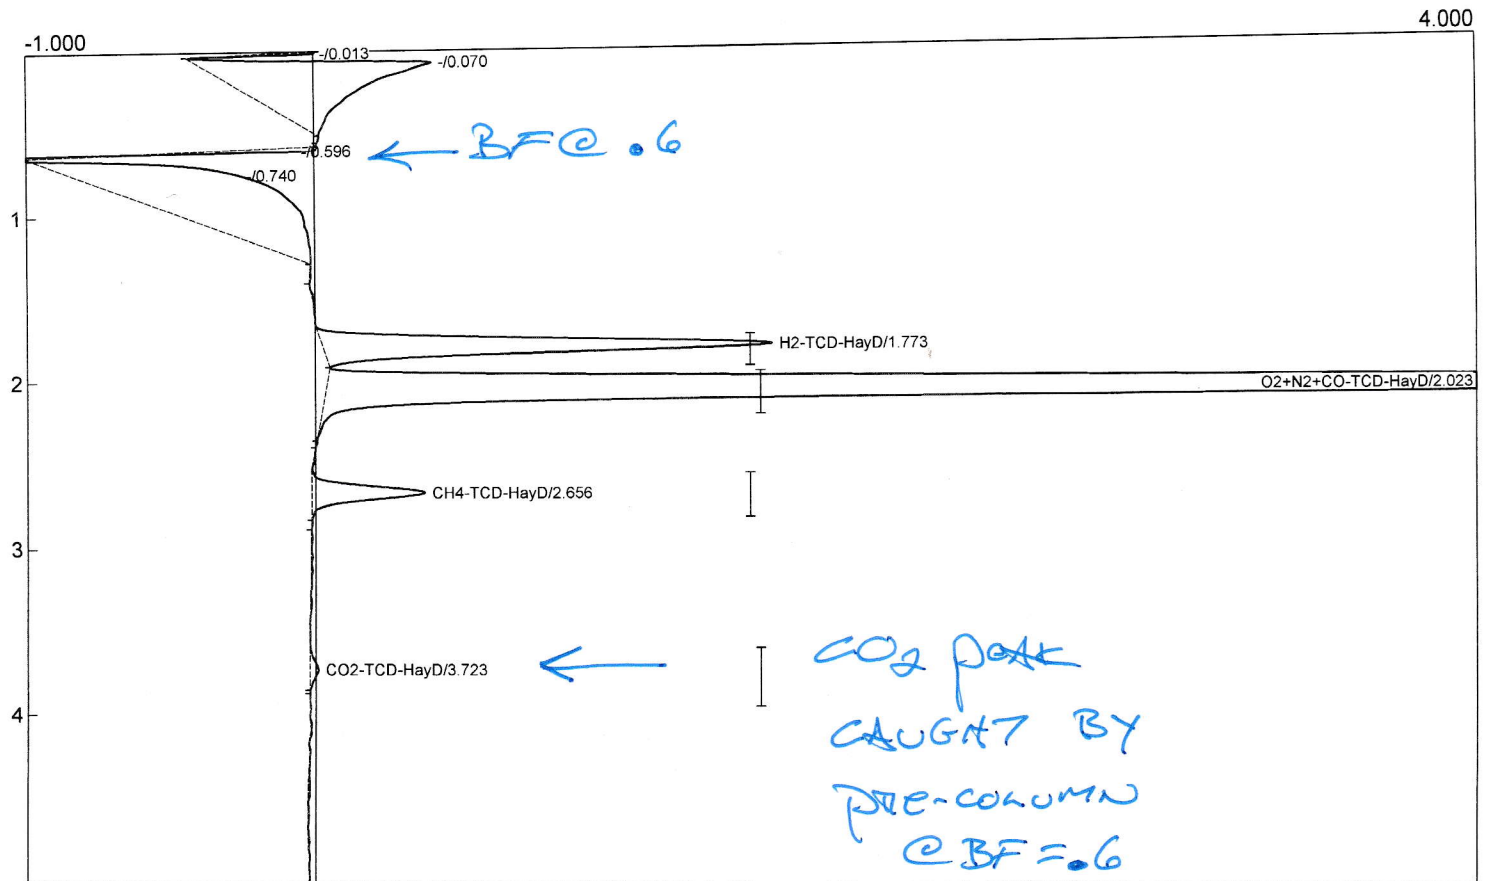 -1.000
4.000
-/0.013
-/0.070
BF@ .6
-/0.596
-/0.740
1
H2-TCD-HayD/1.773
2
O2+N2+CO-TCD-HayD/2.023
CH4-TCD-HayD/2.656
3
CO2 PEAK
CO2-TCD-HayD/3.723
4
CAUGHT BY
PRE-COLUMN
@ BF = .6